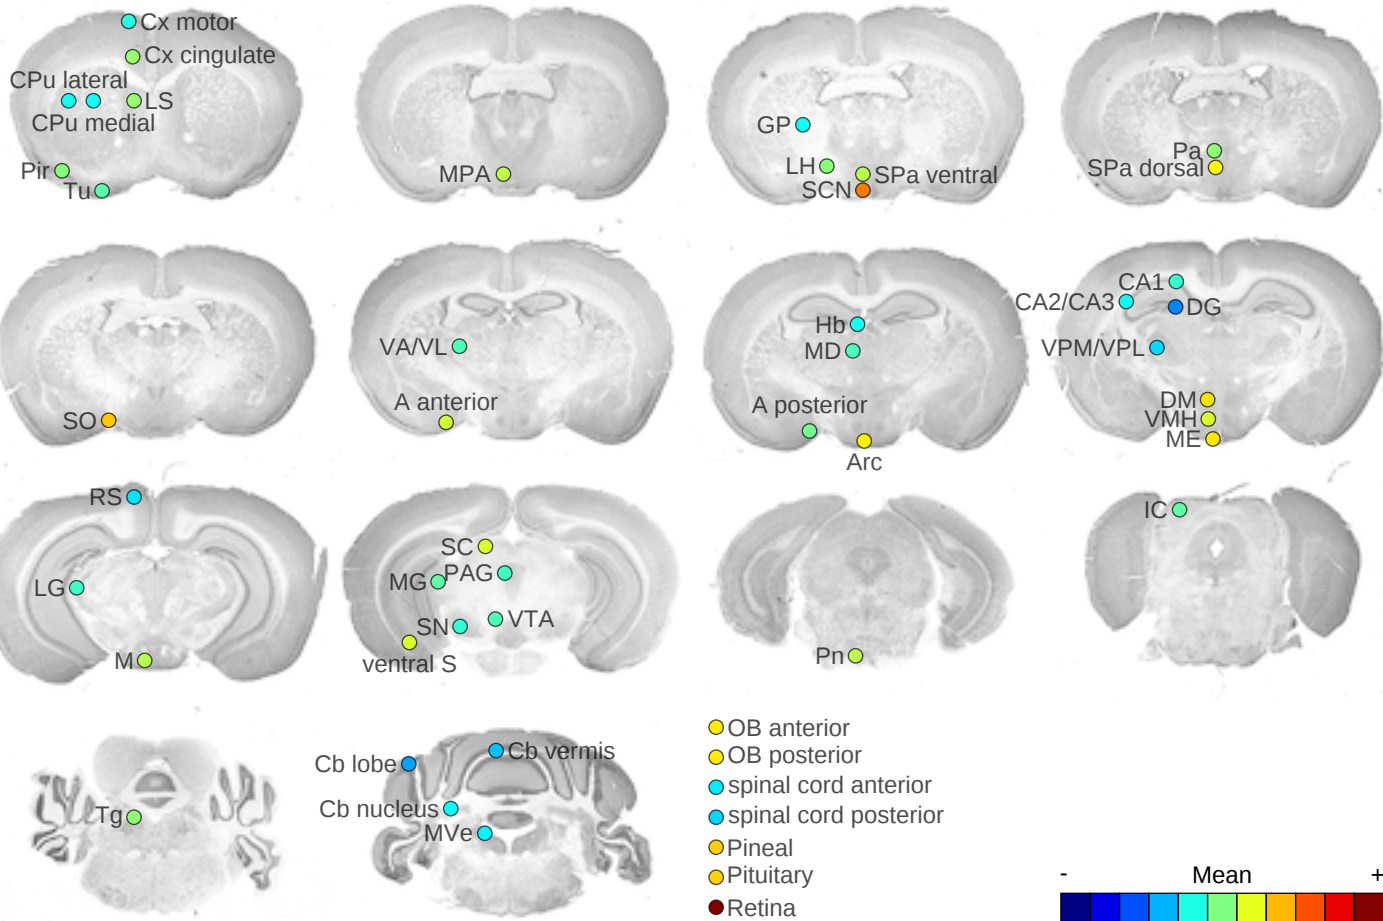 Cx motor
Cx cingulate
CPu lateral
LS
CPu medial
Pir
Tu
MPA
GP
LH
SPa ventral
SCN
Pa
SPa dorsal
SO
VA/VL
A anterior
Hb
MD
A posterior
Arc
CA1
CA2/CA3
DG
VPM/VPL
DM
VMH
ME
RS
LG
M
SC
MG
PAG
SN
VTA
ventral S
Pn
IC
Tg
Cb lobe
Cb vermis
Cb nucleus
MVe
OB anterior
OB posterior
spinal cord anterior
spinal cord posterior
Pineal
Pituitary
Retina
- Mean +